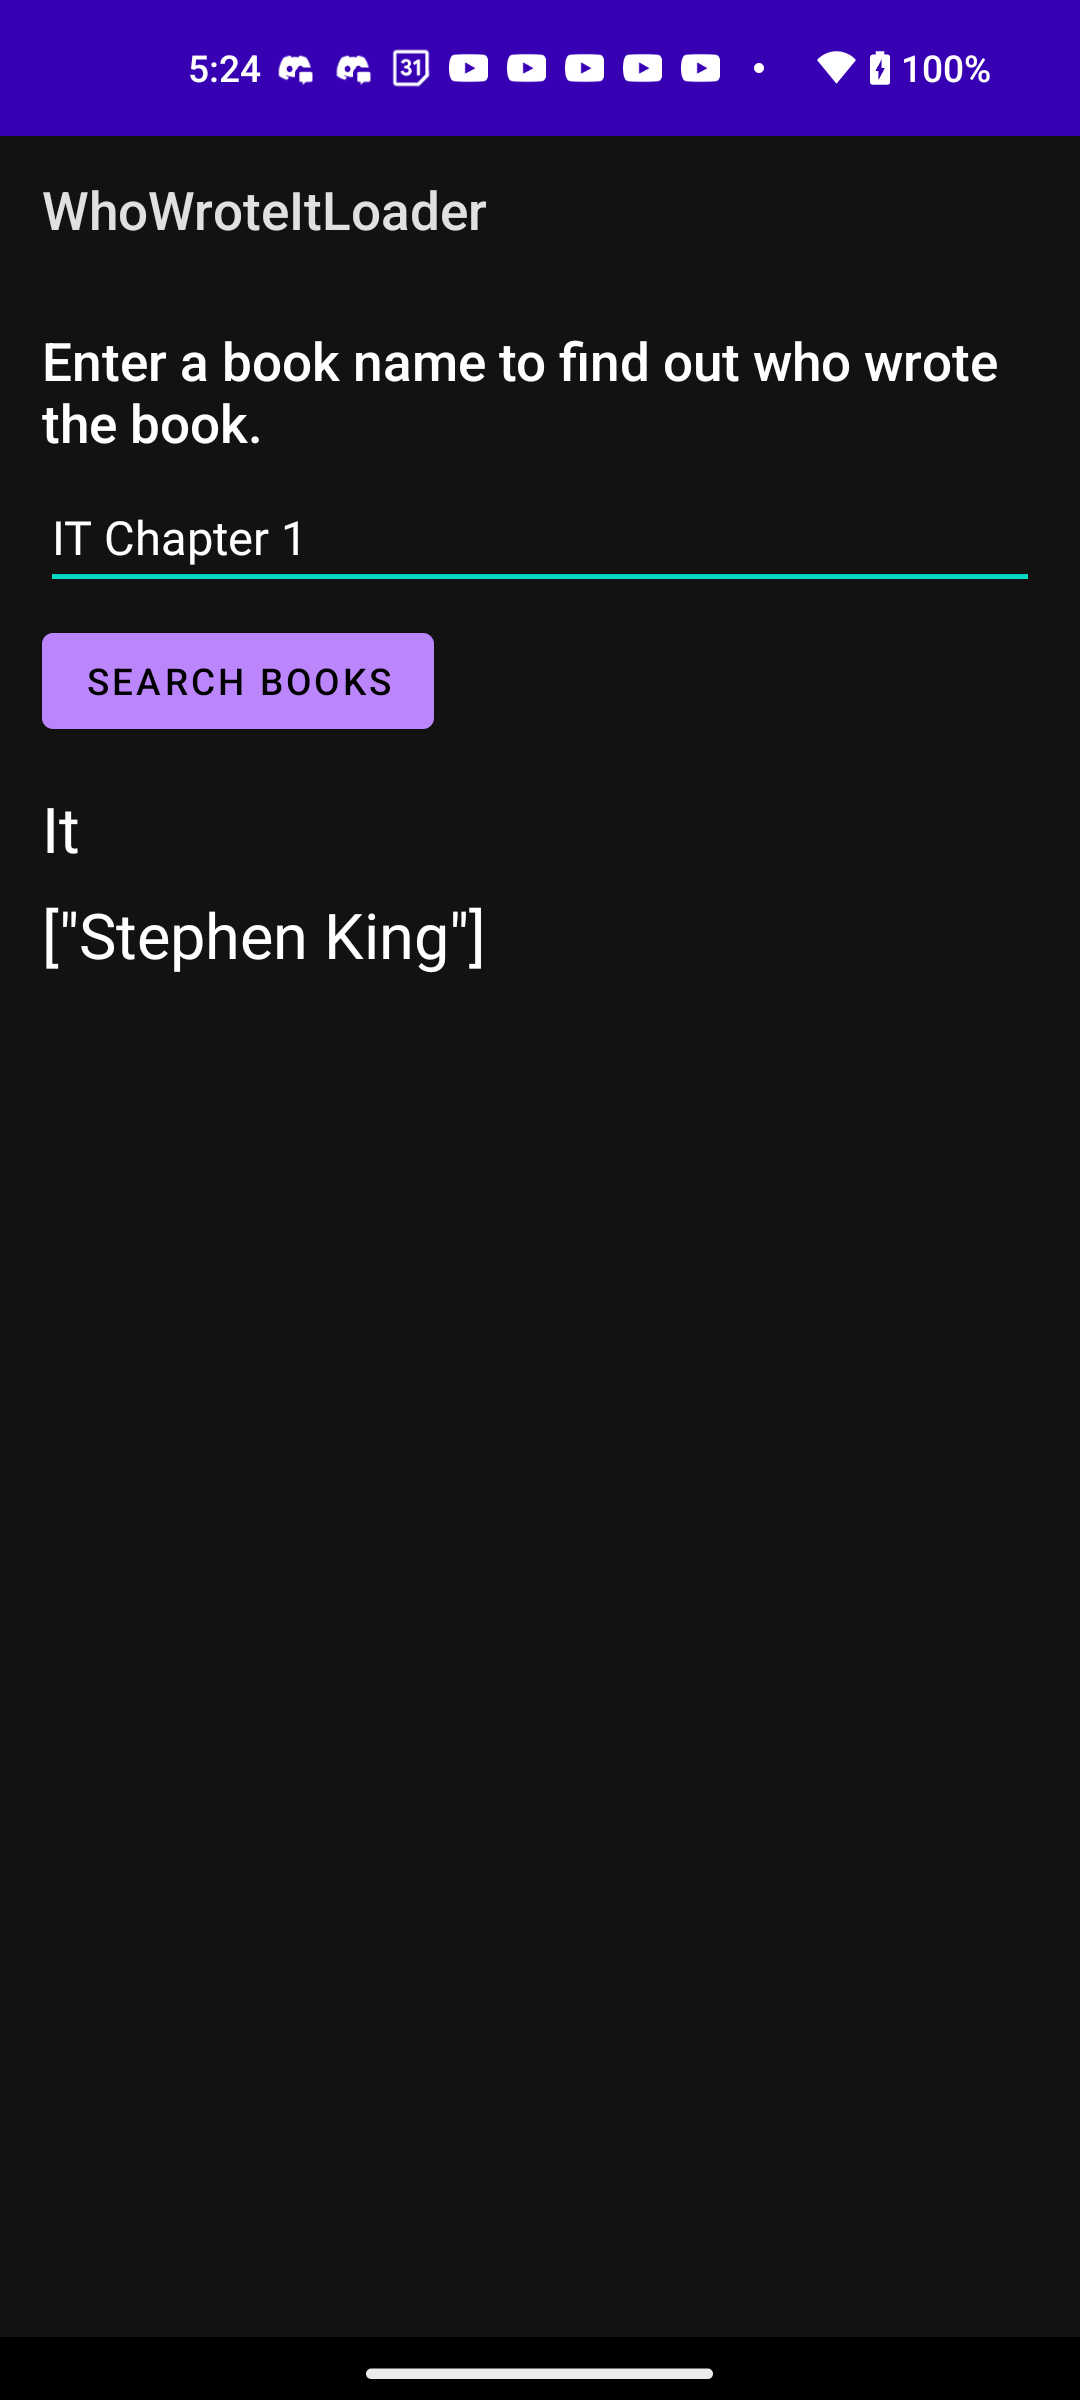 5:24 31 100%
WhoWroteItLoader
Enter a book name to find out who wrote
the book.
IT Chapter 1
SEARCH BOOKS
It
["Stephen King"]